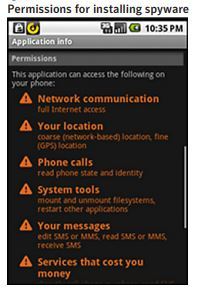 Permissions for installing spyware
3G
10:35 PM
Application info
Permissions
This application can access the following on
your phone:
Network communication
full Internet access
Your location
coarse (network-based) location, fine
(GPS) location
Phone calls
read phone state and identity
System tools
mount and unmount filesystems,
restart other applications
Your messages
edit SMS or MMS, read SMS or MMS,
receive SMS
Services that cost you
money